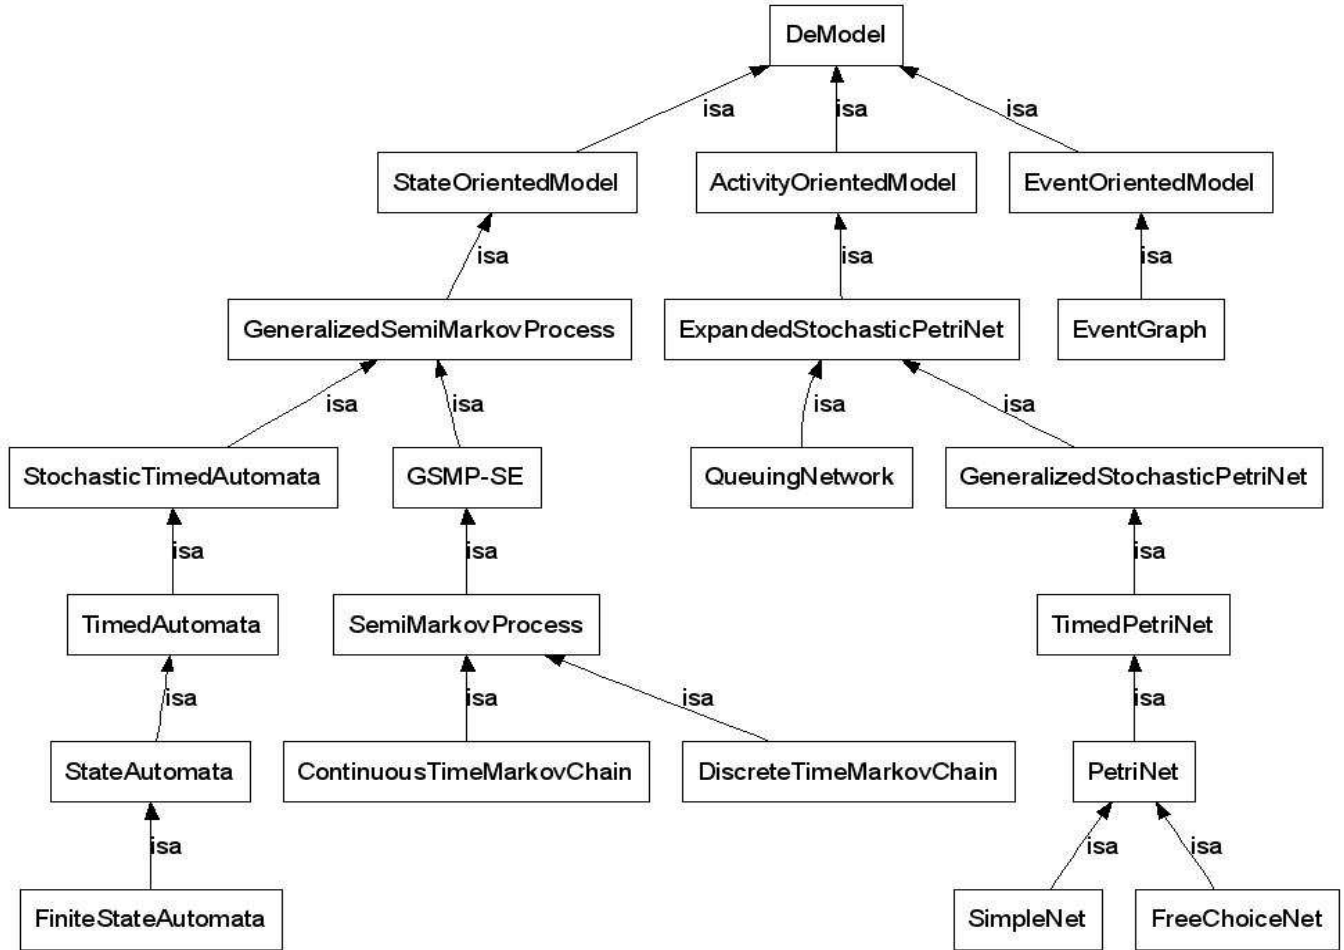 DeModel
isa
isa
isa
StateOrientedModel
ActivityOrientedModel
EventOrientedModel
isa
isa
isa
GeneralizedSemiMarkovProcess
ExpandedStochasticPetriNet
EventGraph
isa
isa
isa
isa
StochasticTimedAutomata
GSMP-SE
QueuingNetwork
GeneralizedStochasticPetriNet
isa
isa
isa
TimedAutomata
SemiMarkovProcess
TimedPetriNet
isa
isa
isa
isa
StateAutomata
ContinuousTimeMarkovChain
DiscreteTimeMarkovChain
PetriNet
isa
isa
isa
FiniteStateAutomata
SimpleNet
FreeChoiceNet